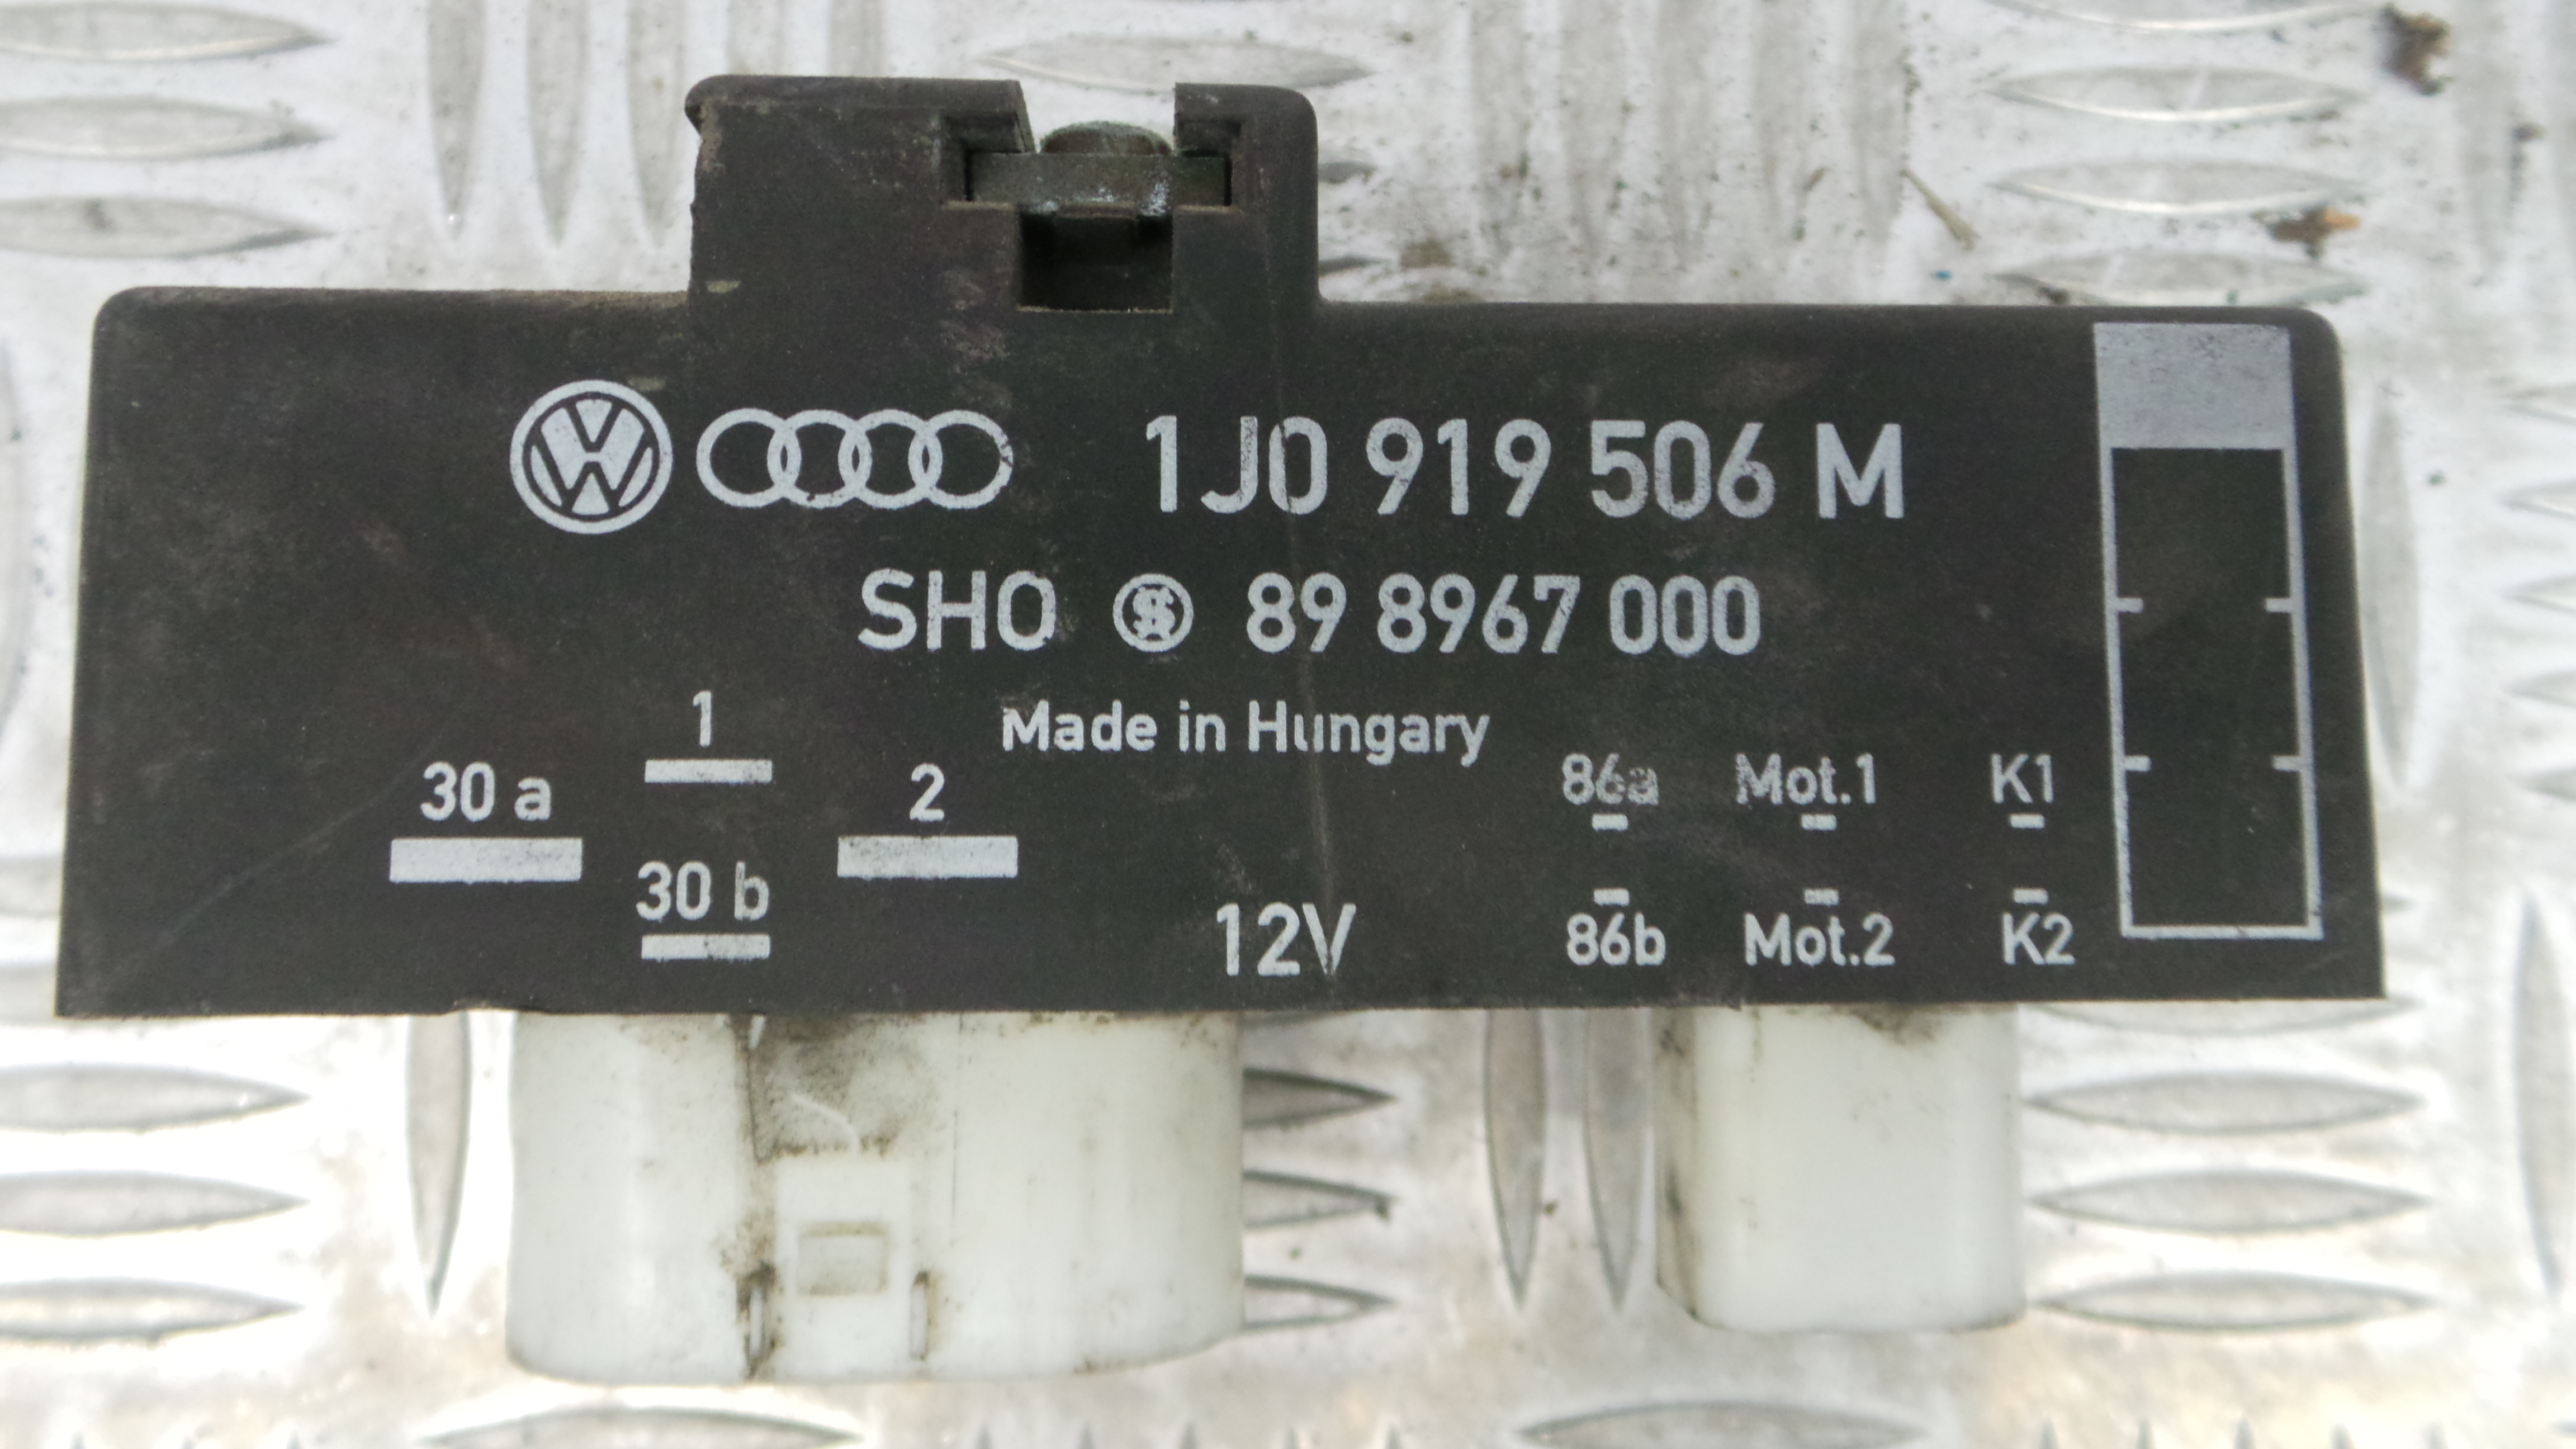 1J0 919 506 M
SHO 89 8967 000
Made in Hungary
1
30 a
2
30 b
12V
86a Mot.1 K1
86b Mot.2 K2